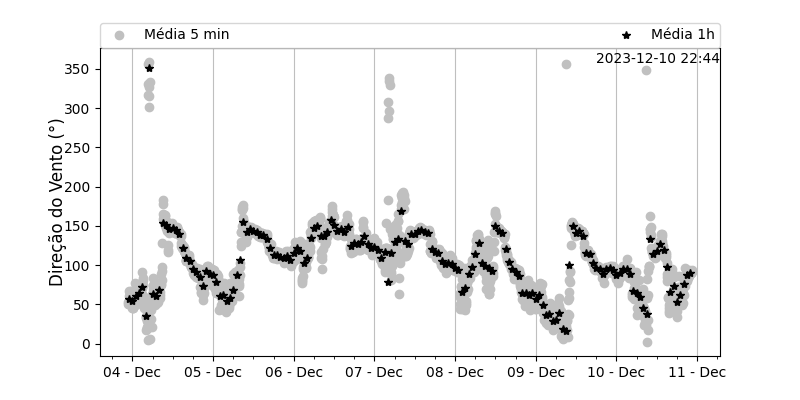 Média 5 min
Média 1h
2023-12-10 22:44
Direção do Vento (°)
350
300
250
200
150
100
50
0
04 - Dec
05 - Dec
06 - Dec
07 - Dec
08 - Dec
09 - Dec
10 - Dec
11 - Dec